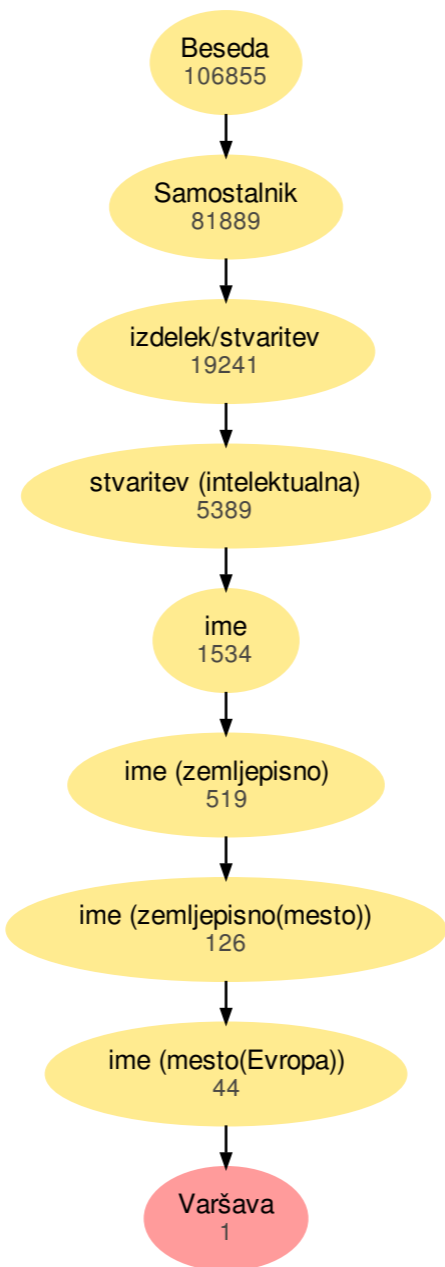 Beseda
106855
Samostalnik
81889
izdelek/stvaritev
19241
stvaritev (intelektualna)
5389
ime
1534
ime (zemljepisno)
519
ime (zemljepisno(mesto))
126
ime (mesto(Evropa))
44
Varšava
1